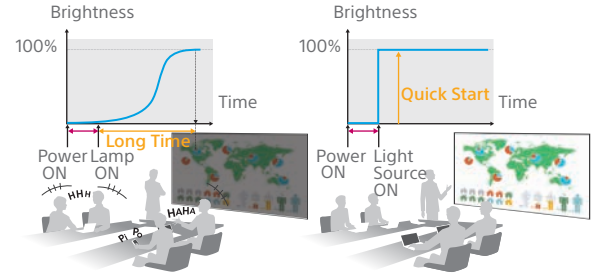 Brightness
100%
Time
Long Time
Power
ON
Lamp
ON
HHH
HAHA
Pi
Po
Brightness
100%
Quick Start
Time
Power
ON
Light
Source
ON